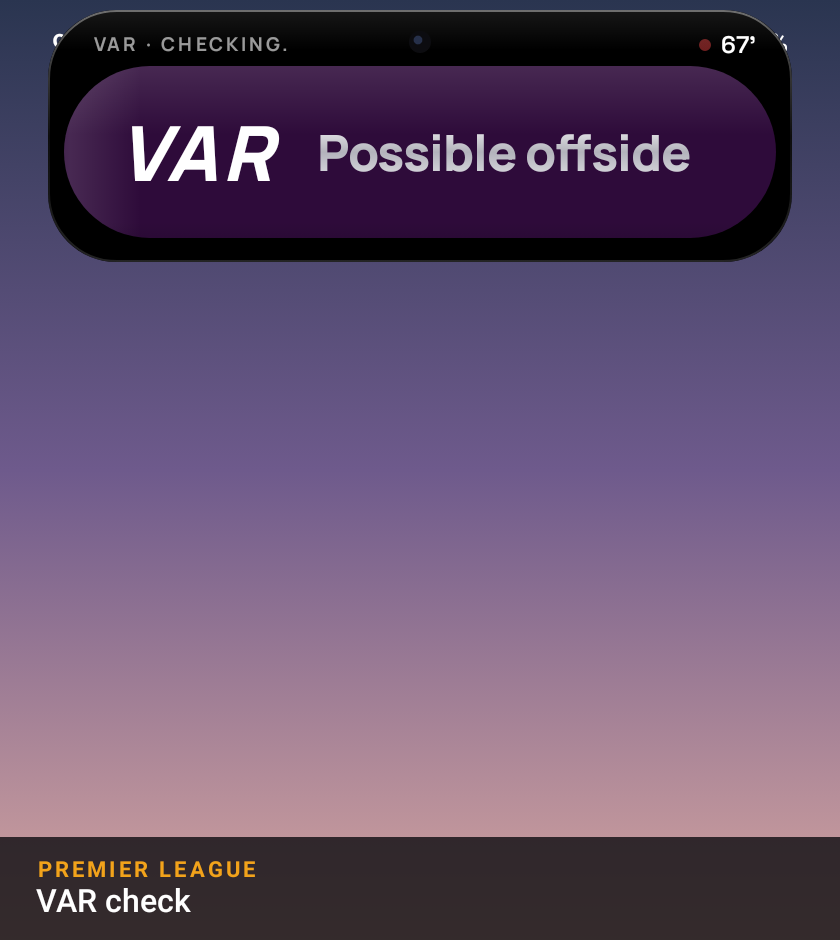 VAR · CHECKING.
67’
VAR Possible offside
PREMIER LEAGUE
VAR check